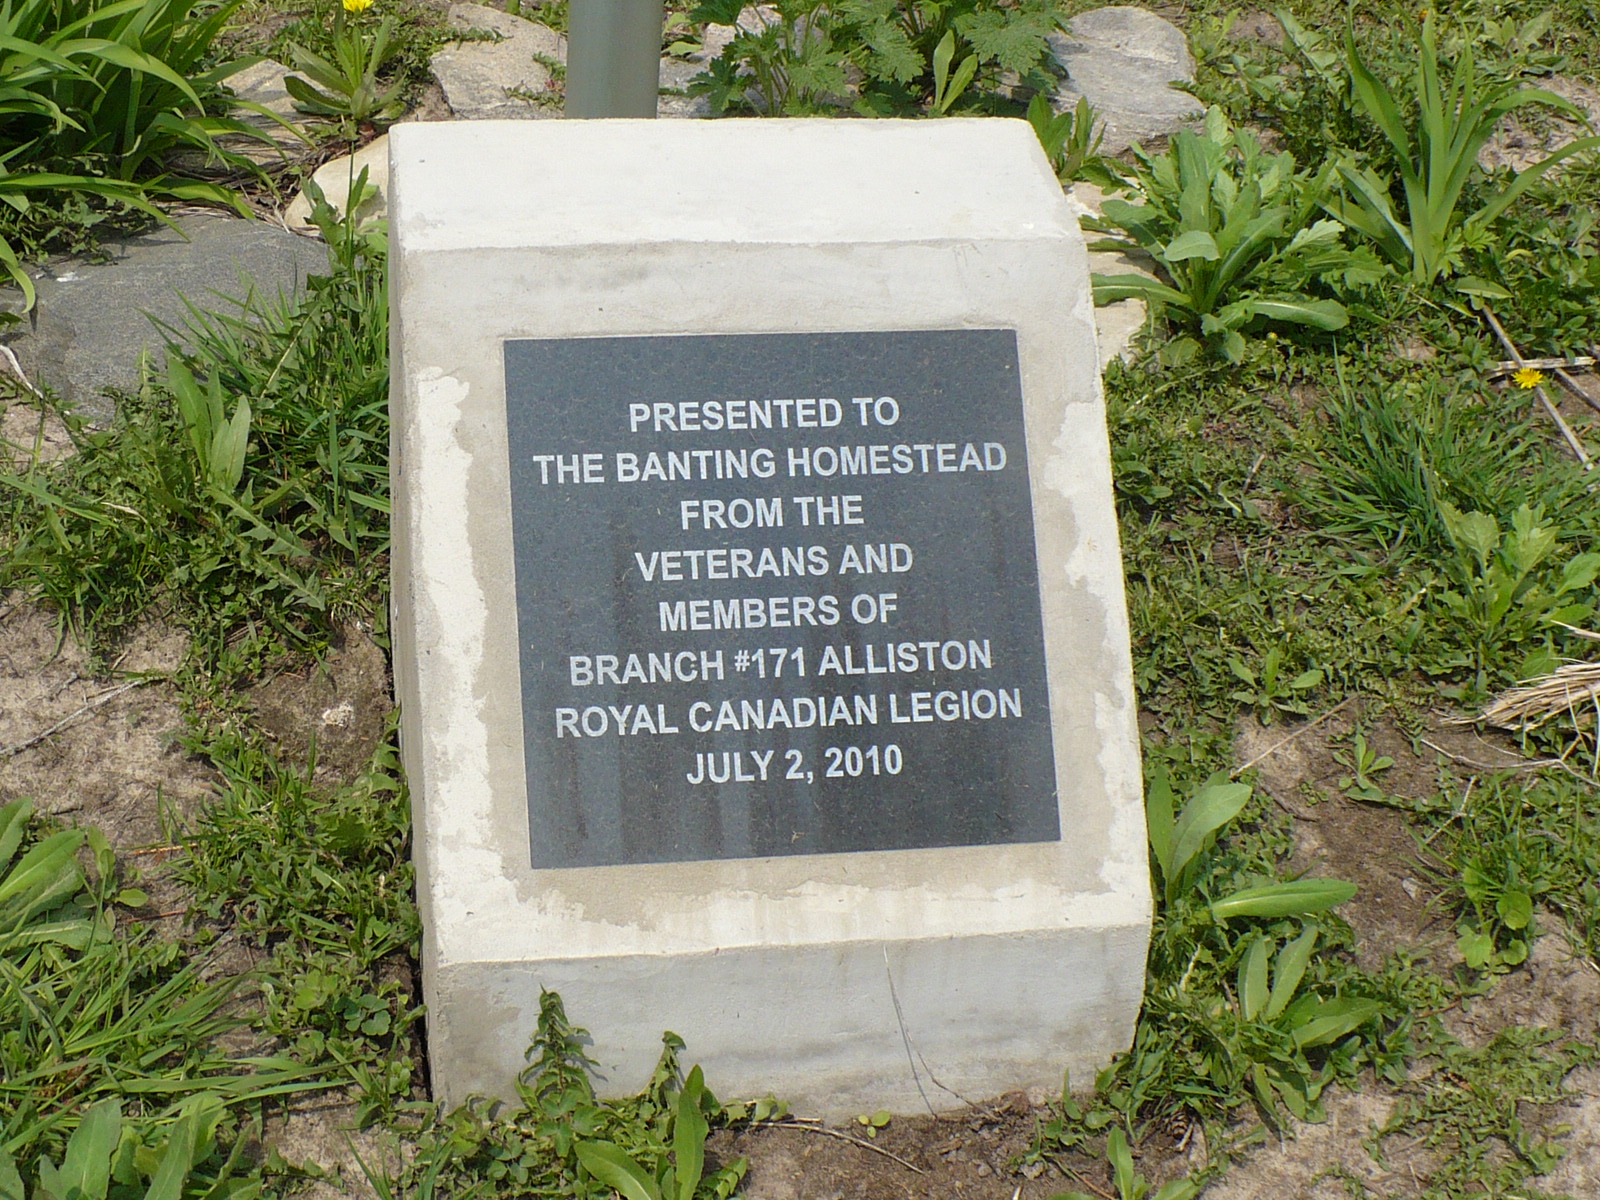 PRESENTED TO
THE BANTING HOMESTEAD
FROM THE
VETERANS AND
MEMBERS OF
BRANCH #171 ALLISTON
ROYAL CANADIAN LEGION
JULY 2, 2010